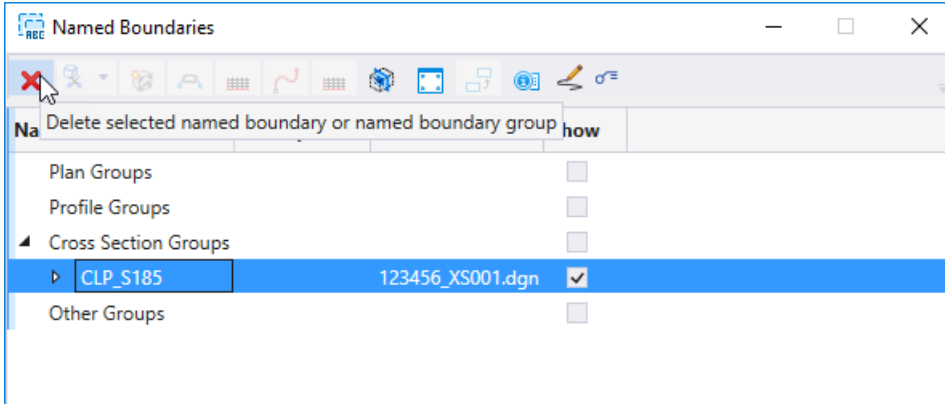 ABC Named Boundaries
Delete selected named boundary or named boundary group
Na how
Plan Groups
Profile Groups
Cross Section Groups
CLP_S185 123456_XS001.dgn
Other Groups